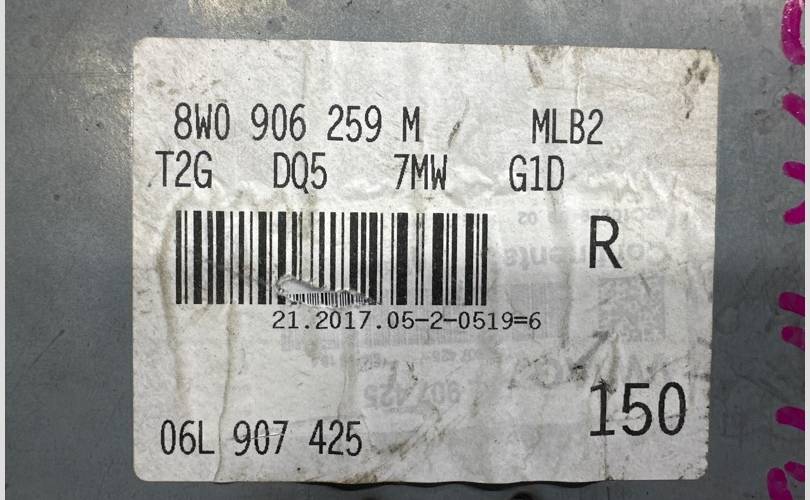 8W0 906 259 M MLB2
T2G DQ5 7MW G1D
R
21.2017.05-2-0519=6
150
06L 907 425